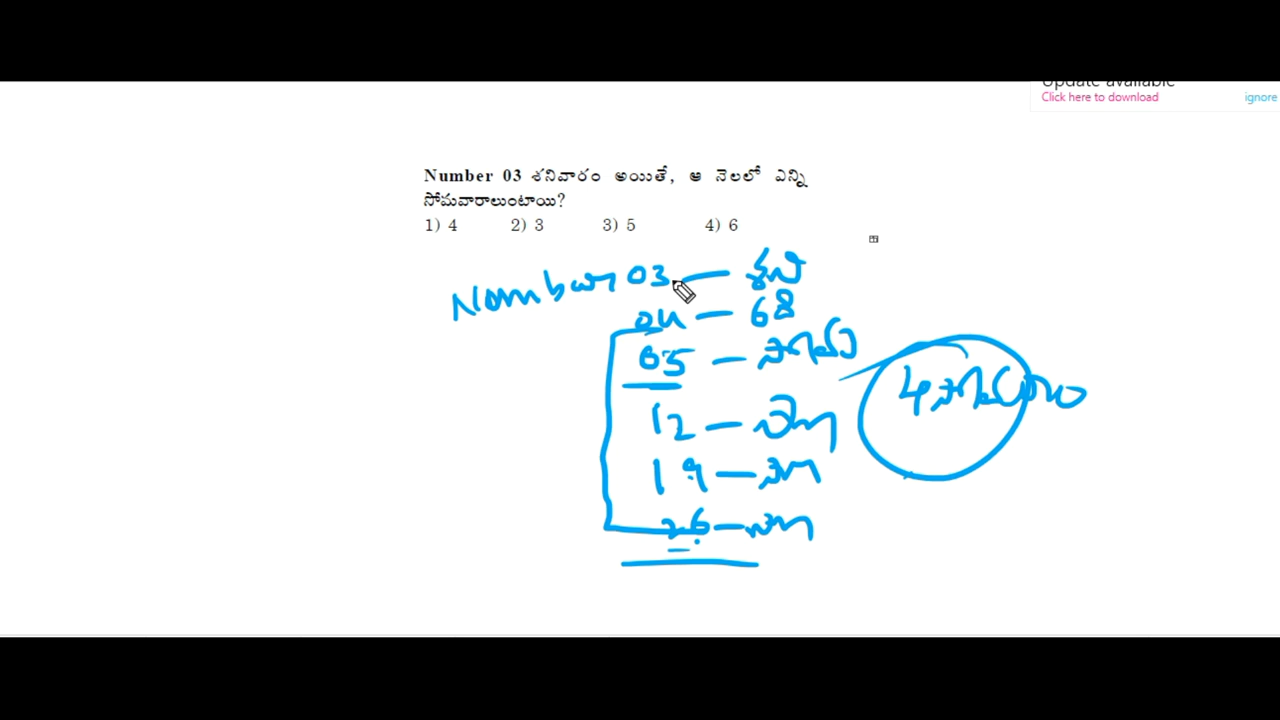 Update available
Click here to download ignore
Number 03 శనివారం అయితే, ఆ నెలలో ఎన్ని
సోమవారాలుంటాయి?
1) 4 2) 3 3) 5 4) 6
Number 03 — శని
04 —
05 — సోమ
12 — సోమ
19 — సోమ
26 — సోమ
4 సోమవారాలు